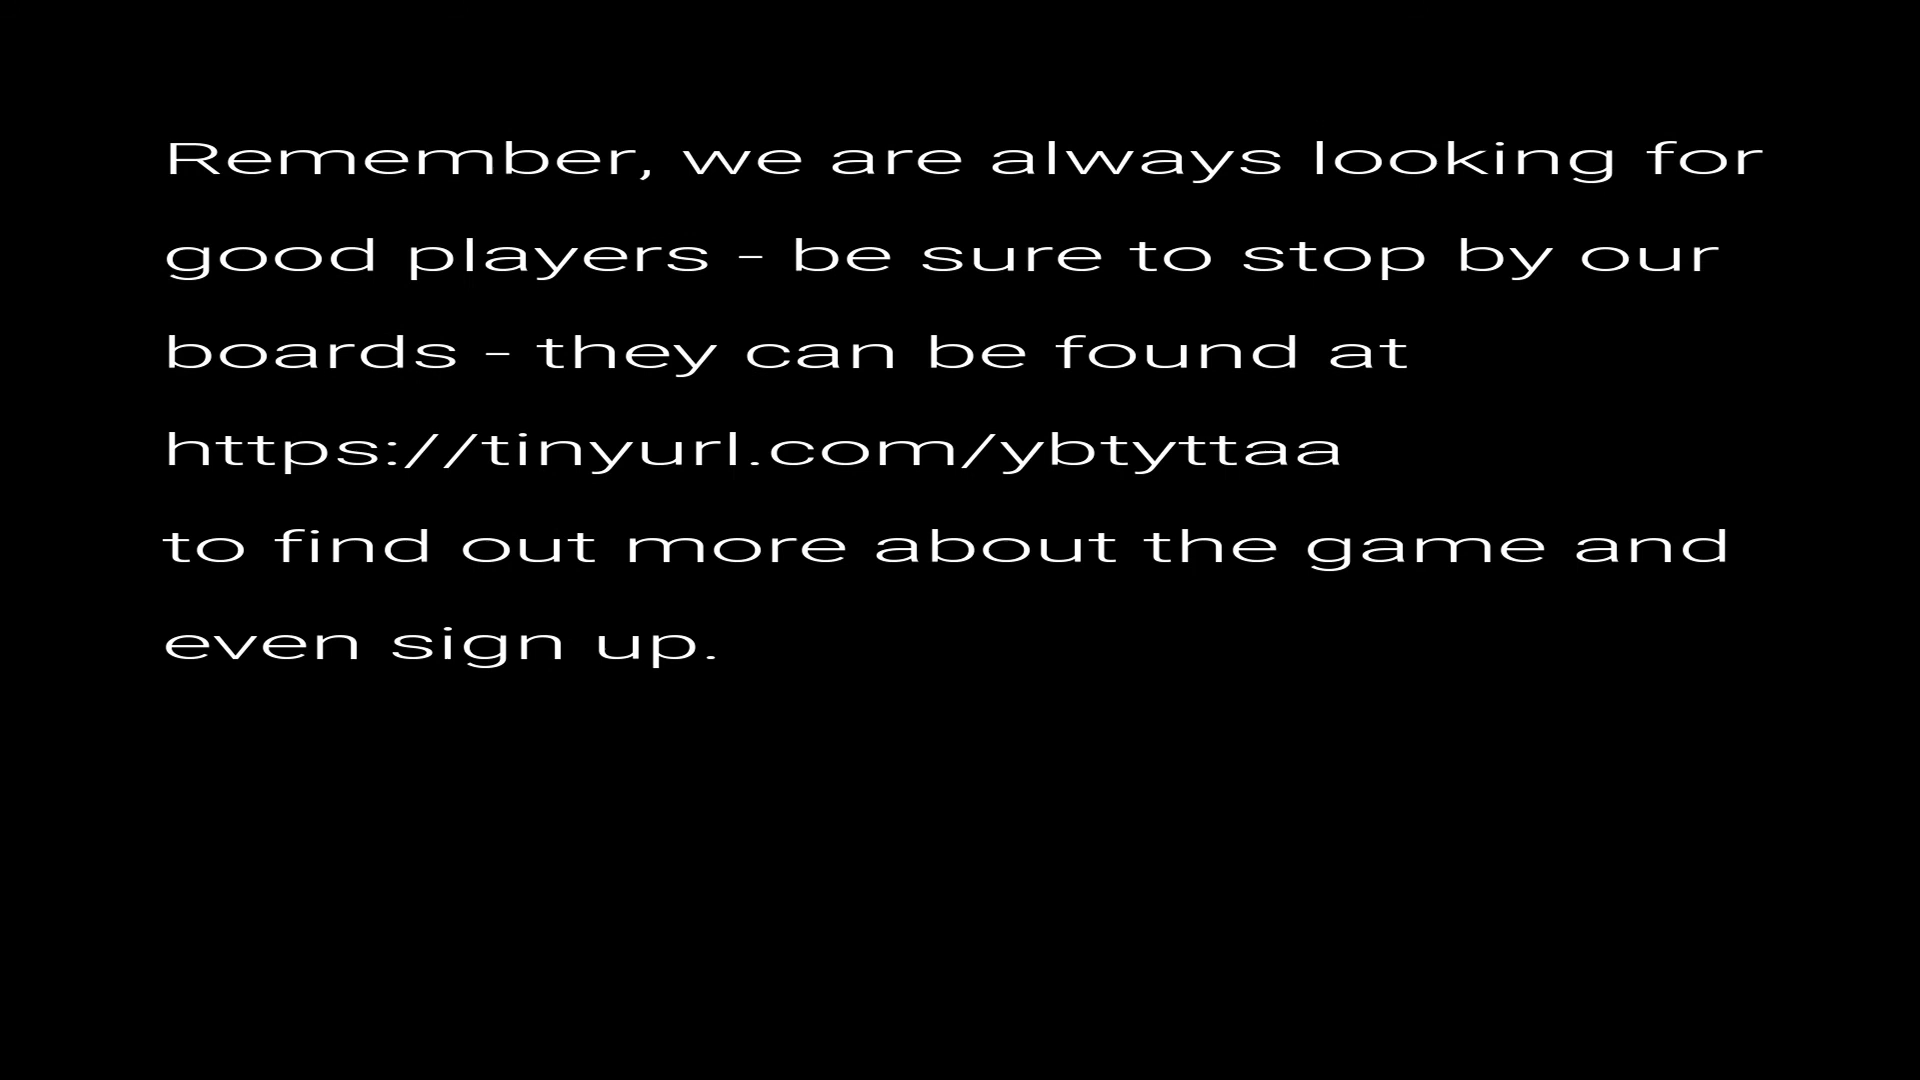 Remember, we are always looking for
good players - be sure to stop by our
boards - they can be found at
https://tinyurl.com/ybtyttaa
to find out more about the game and
even sign up.